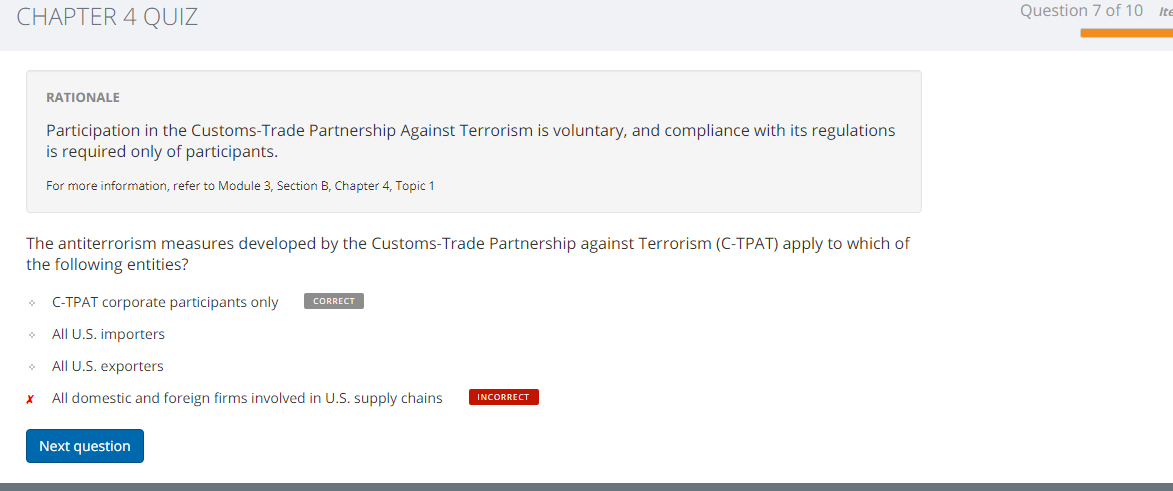 CHAPTER 4 QUIZ
Question 7 of 10
RATIONALE
Participation in the Customs-Trade Partnership Against Terrorism is voluntary, and compliance with its regulations
is required only of participants.
For more information, refer to Module 3, Section B, Chapter 4, Topic 1
The antiterrorism measures developed by the Customs-Trade Partnership against Terrorism (C-TPAT) apply to which of
the following entities?
C-TPAT corporate participants only CORRECT
All U.S. importers
All U.S. exporters
✗ All domestic and foreign firms involved in U.S. supply chains INCORRECT
Next question